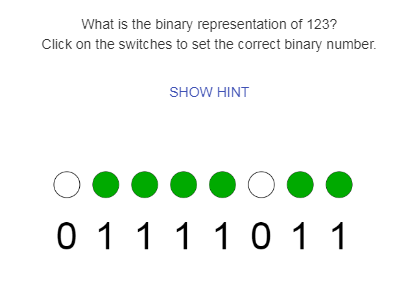 What is the binary representation of 123?
Click on the switches to set the correct binary number.
SHOW HINT
0 1 1 1 1 0 1 1